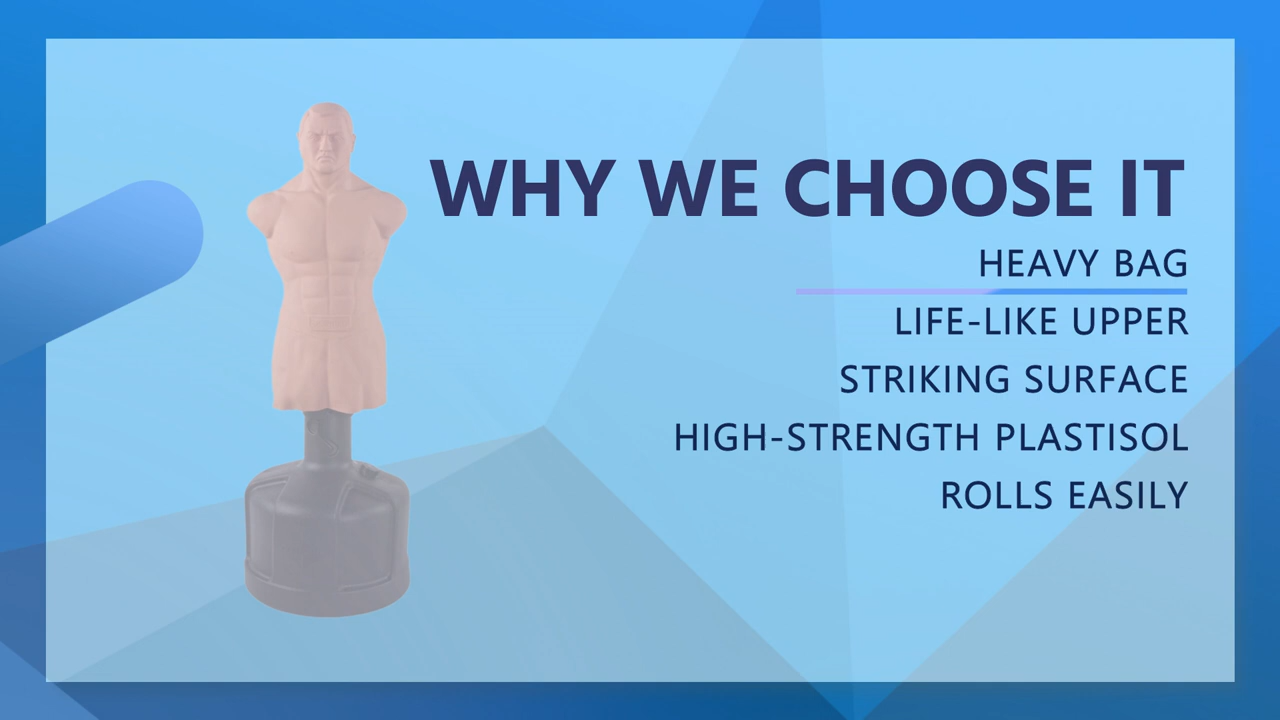 WHY WE CHOOSE IT
HEAVY BAG
LIFE-LIKE UPPER
STRIKING SURFACE
HIGH-STRENGTH PLASTISOL
ROLLS EASILY